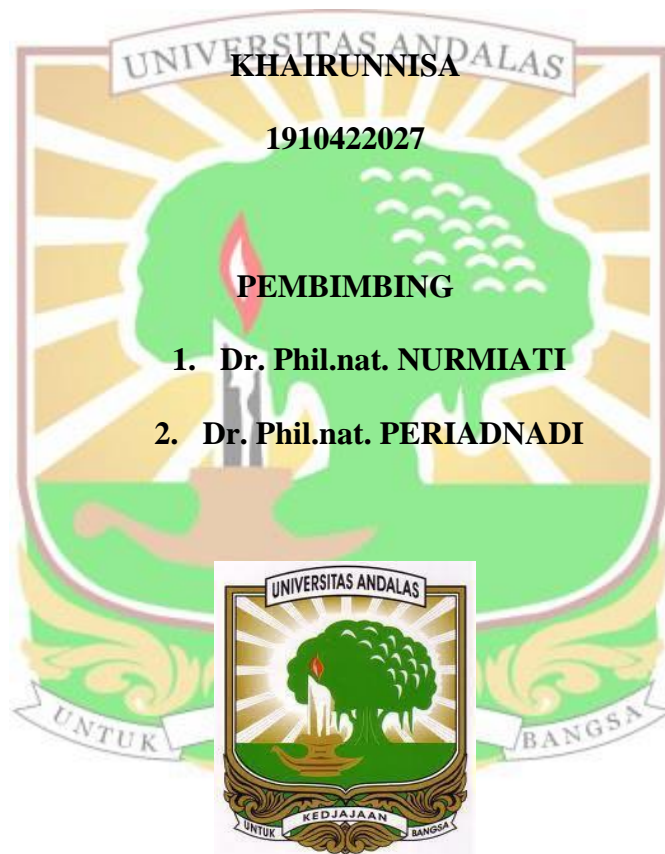 UNIVERSITAS ANDALAS
KHAIRUNNISA
1910422027
PEMBIMBING
1. Dr. Phil.nat. NURMIATI
2. Dr. Phil.nat. PERIADNADI
UNIVERSITAS ANDALAS
UNTUK
BANGSA
UNTUK
KEDJAJAAN
BANGSA